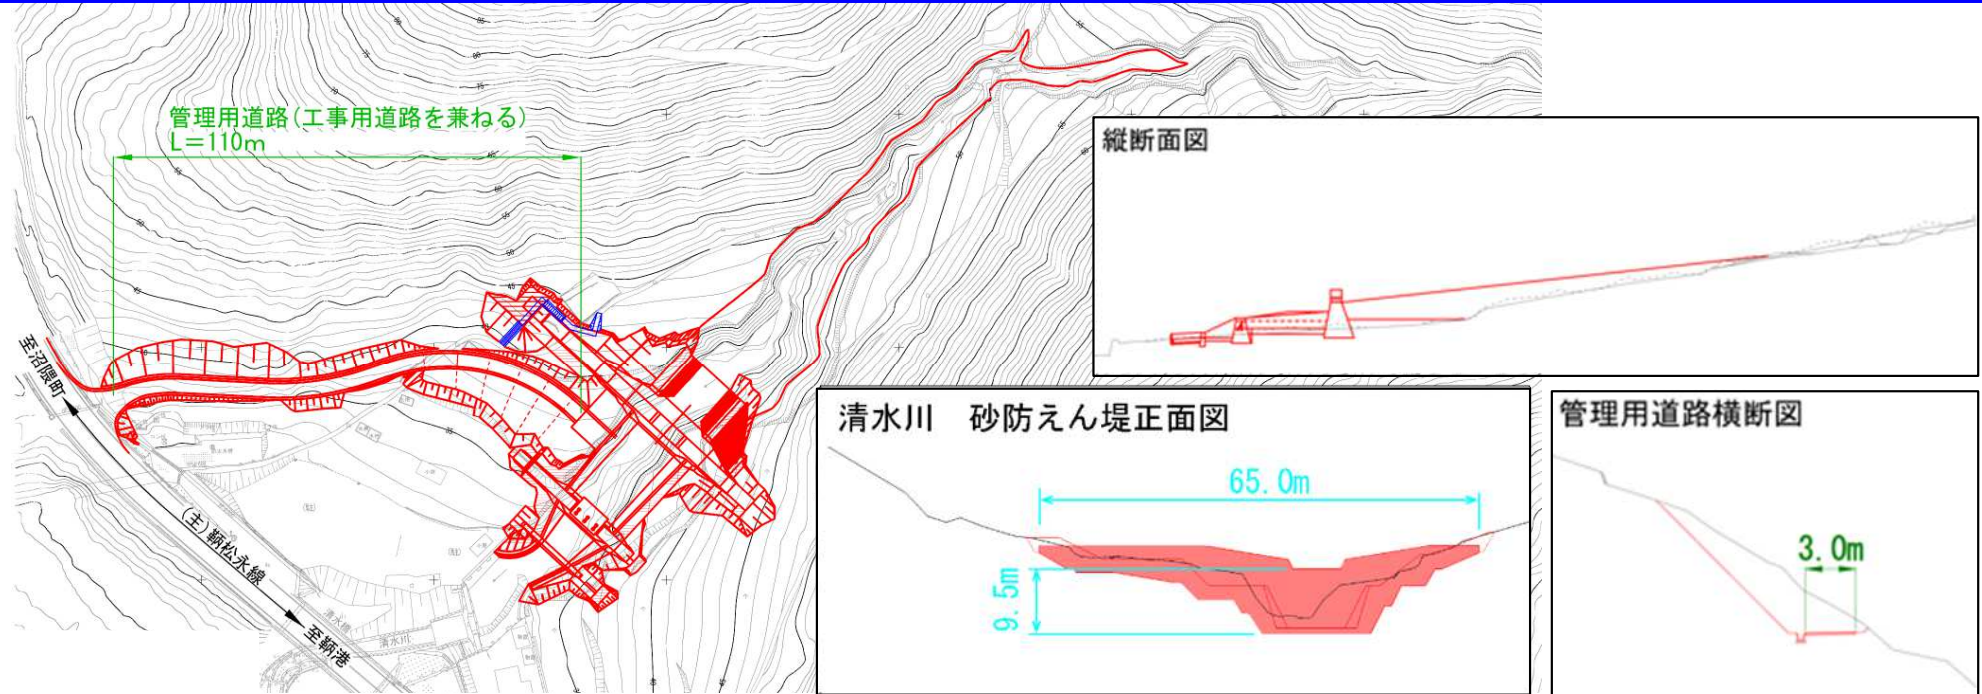 管理用道路(工事用道路を兼ねる)
L=110m
縦断面図
至沼隈町
(主)鞆松永線
至鞆港
清水川
清水川 砂防えん堤正面図
65.0m
9.5m
管理用道路横断図
3.0m